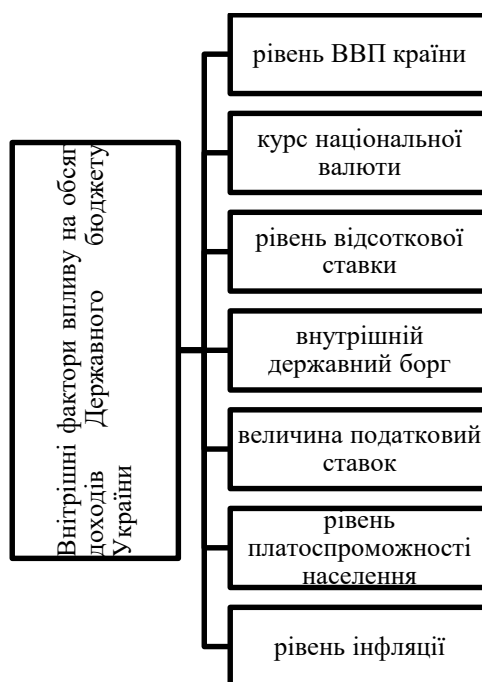 Внітрішні фактори впливу на обсяг
доходів Державного бюджету
України
рівень ВВП країни
курс національної
валюти
рівень відсоткової
ставки
внутрішній
державний борг
величина податковий
ставок
рівень
платоспроможності
населення
рівень інфляції